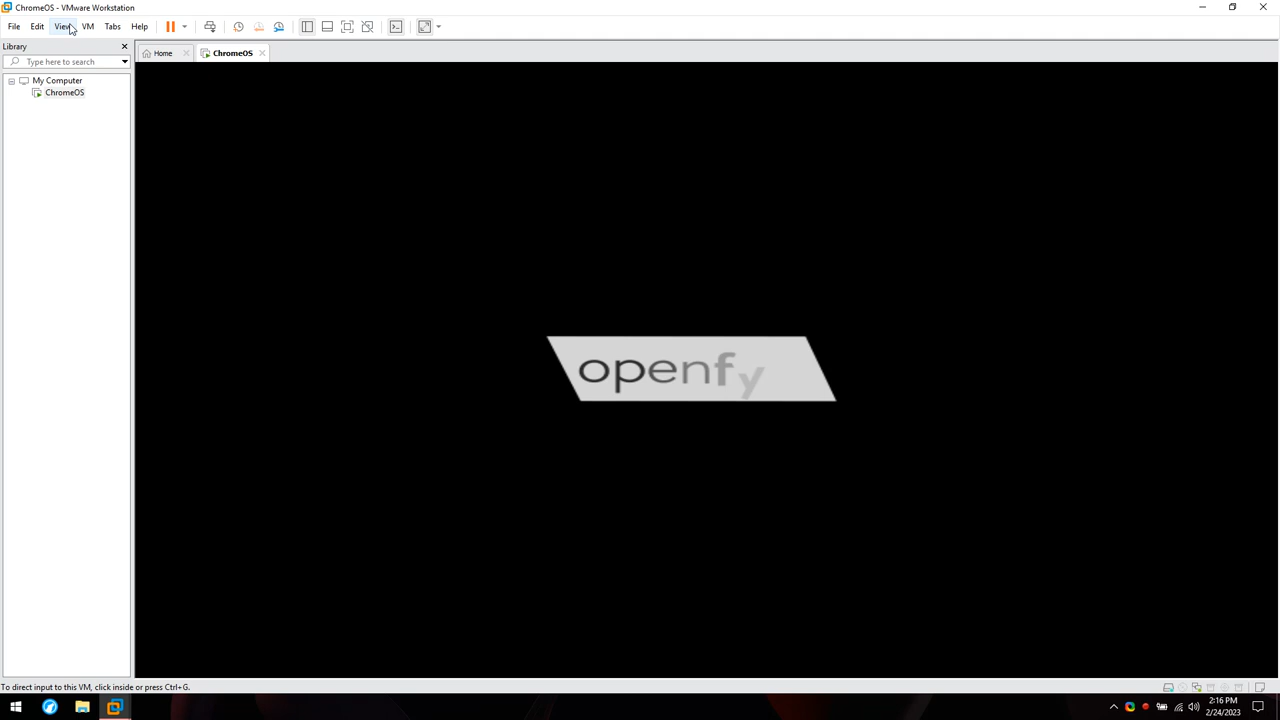 ChromeOS - VMware Workstation
File Edit View VM Tabs Help
Library
Type here to search
Home
ChromeOS
My Computer
ChromeOS
openfy
To direct input to this VM, click inside or press Ctrl+G.
2:16 PM
2/24/2023